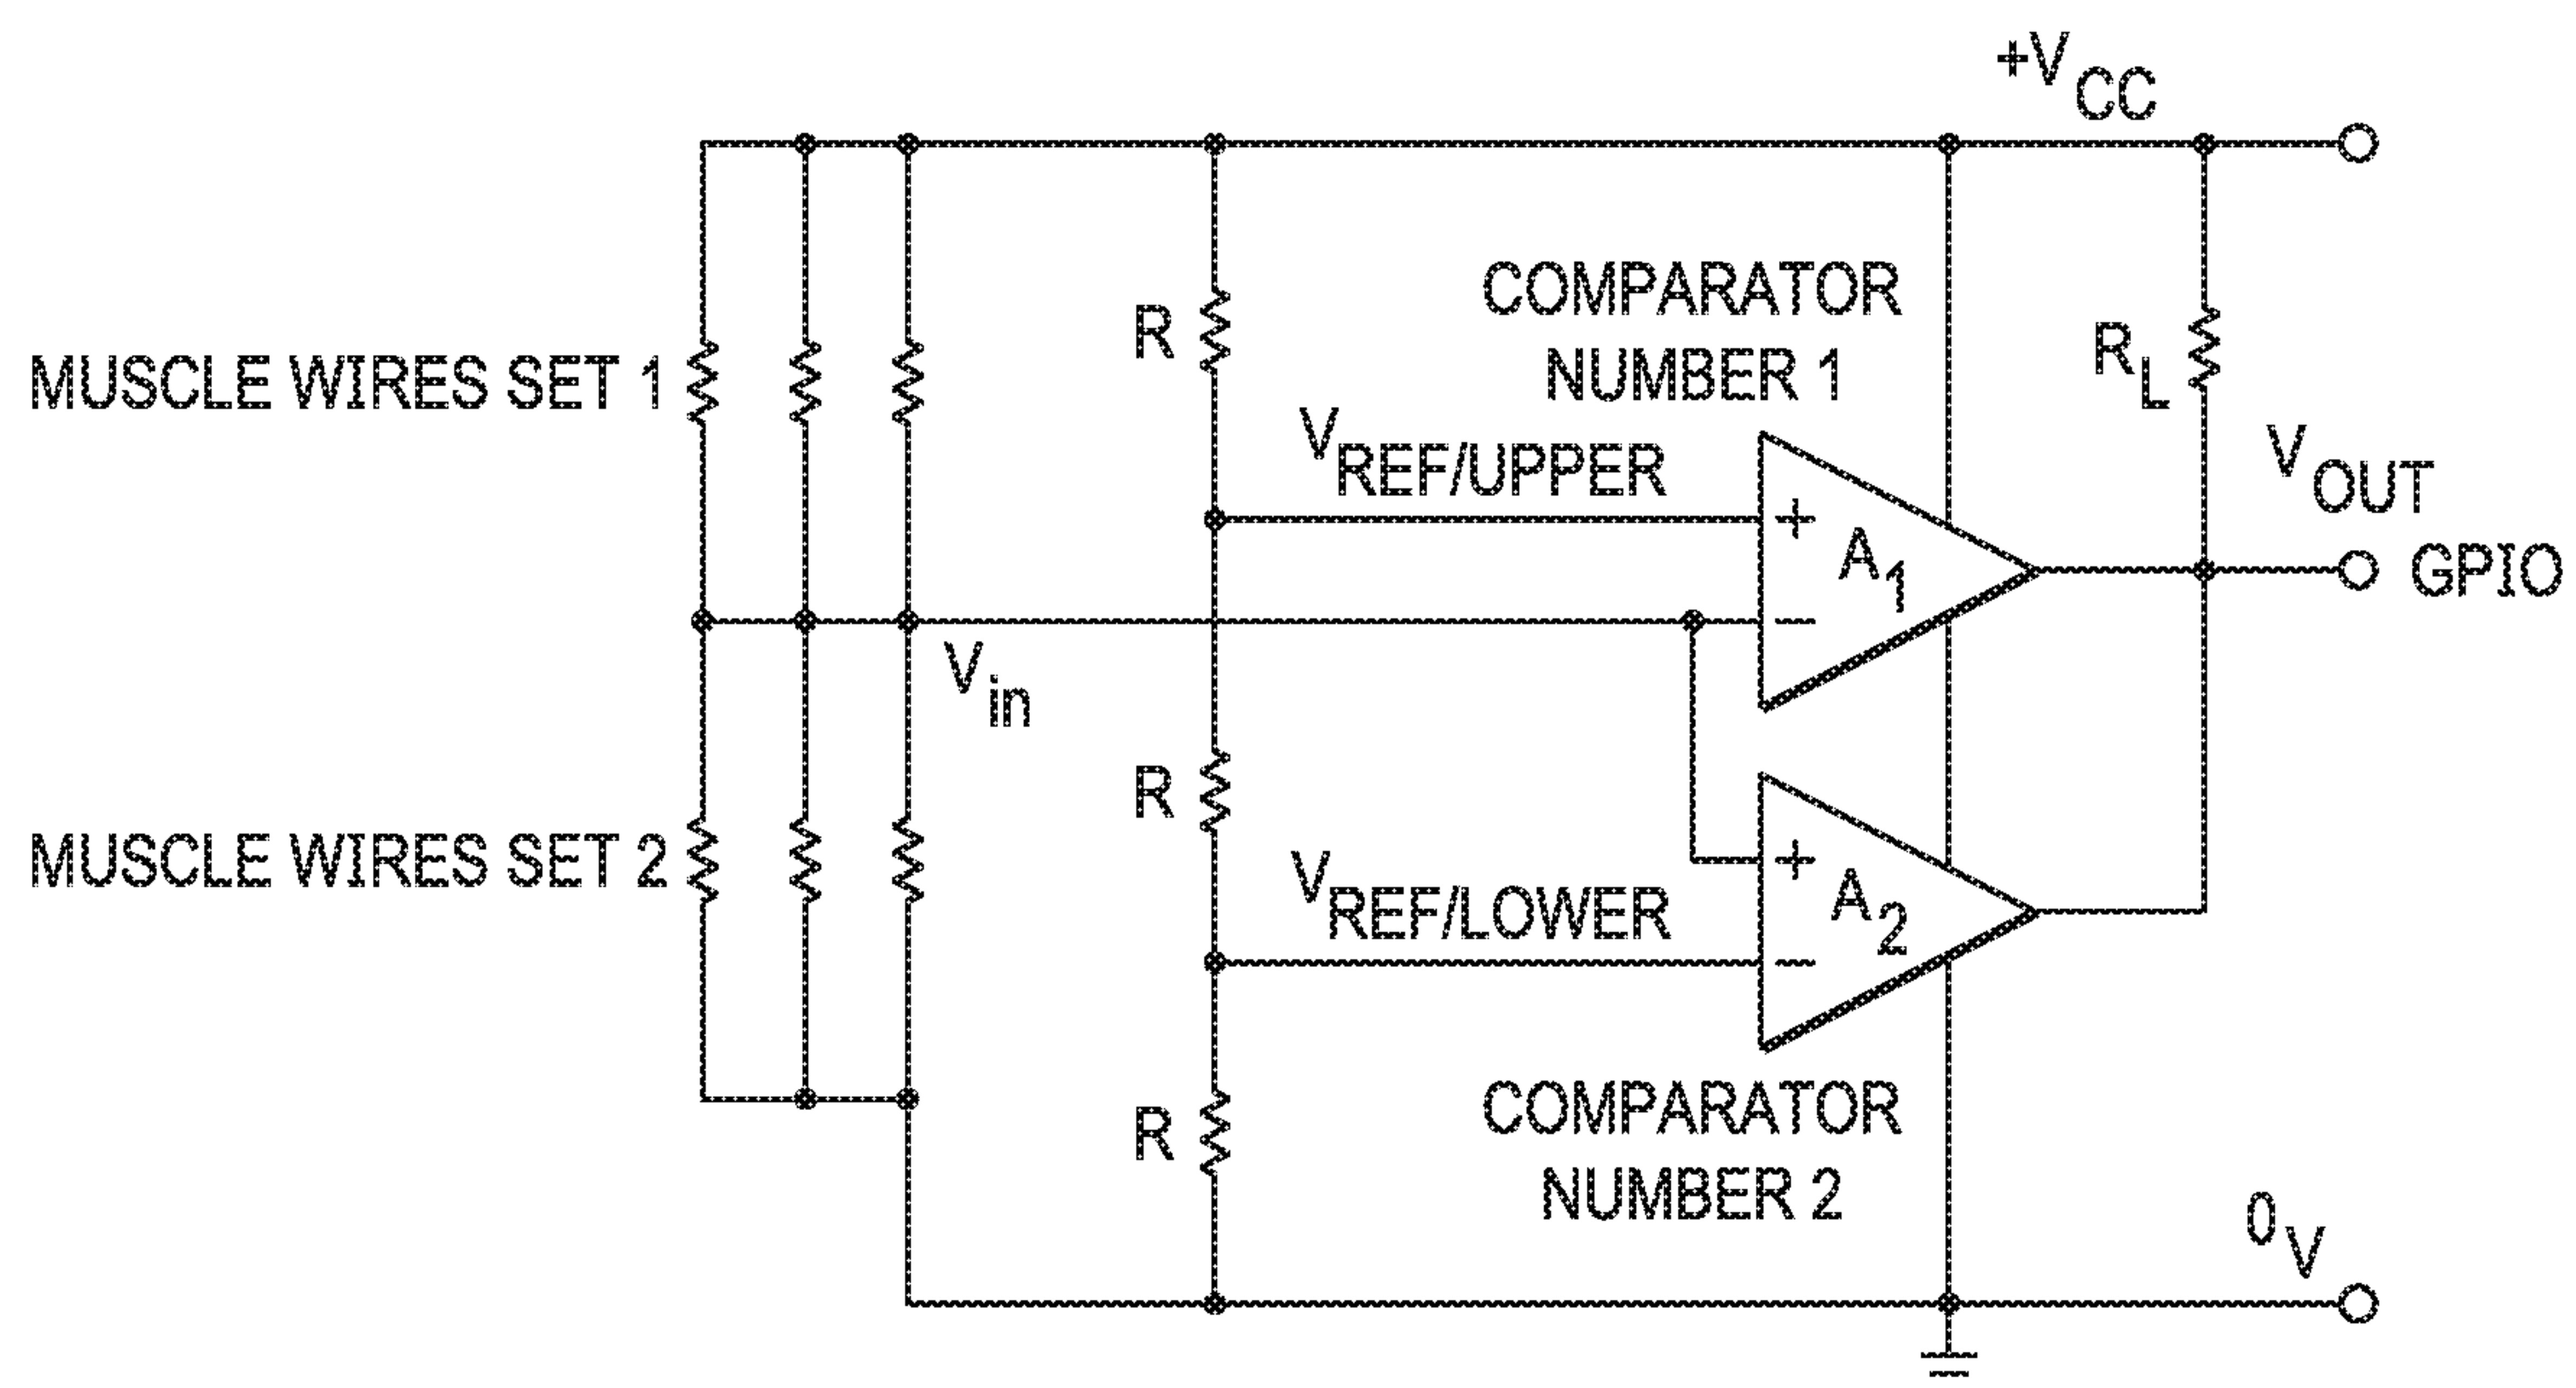 +VCC
MUSCLE WIRES SET 1
R
COMPARATOR
NUMBER 1
RL
VREF/UPPER
+
A1
−
VOUT
GPIO
Vin
MUSCLE WIRES SET 2
R
VREF/LOWER
+
A2
−
R
COMPARATOR
NUMBER 2
0V